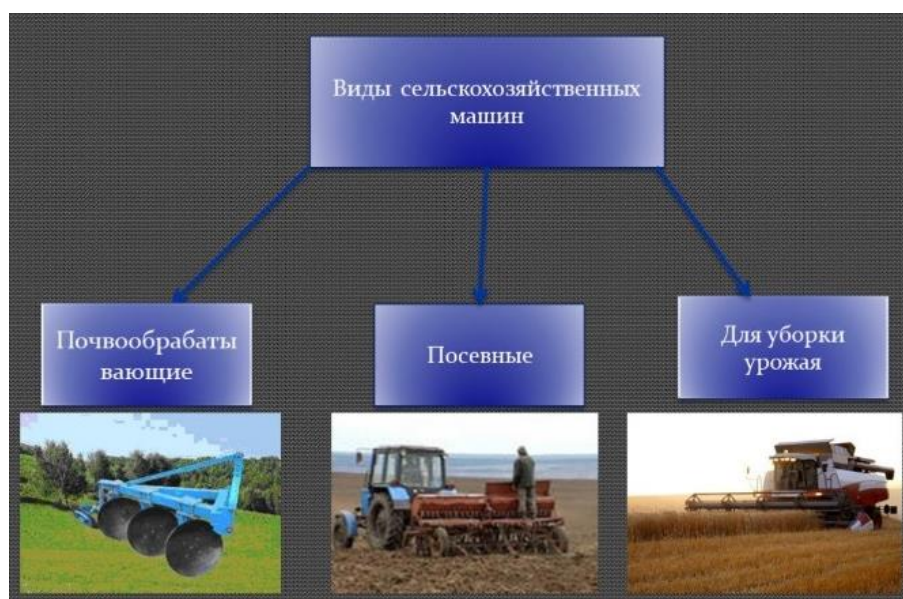 Виды сельскохозяйственных
машин
Почвообрабаты
вающие
Посевные
Для уборки
урожая